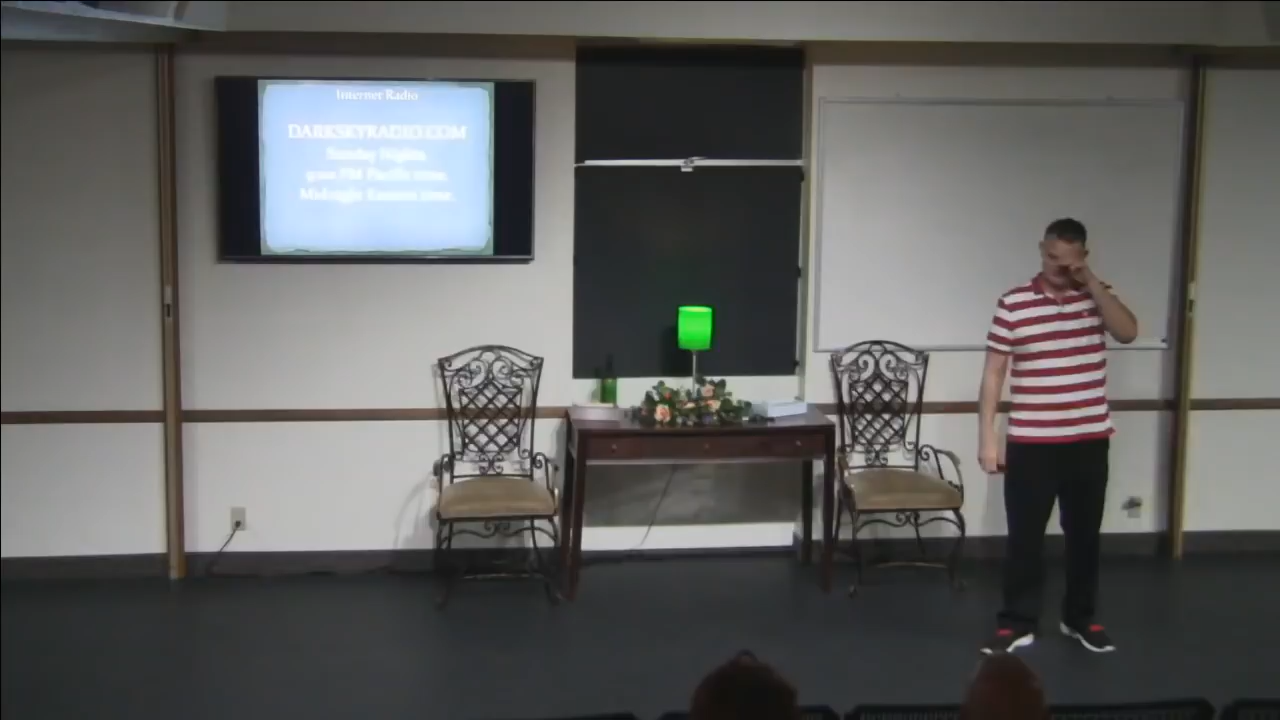 Internet Radio
DARKSKYRADIO.COM
Sunday Nights
9:00 PM Pacific time.
Midnight Eastern time.